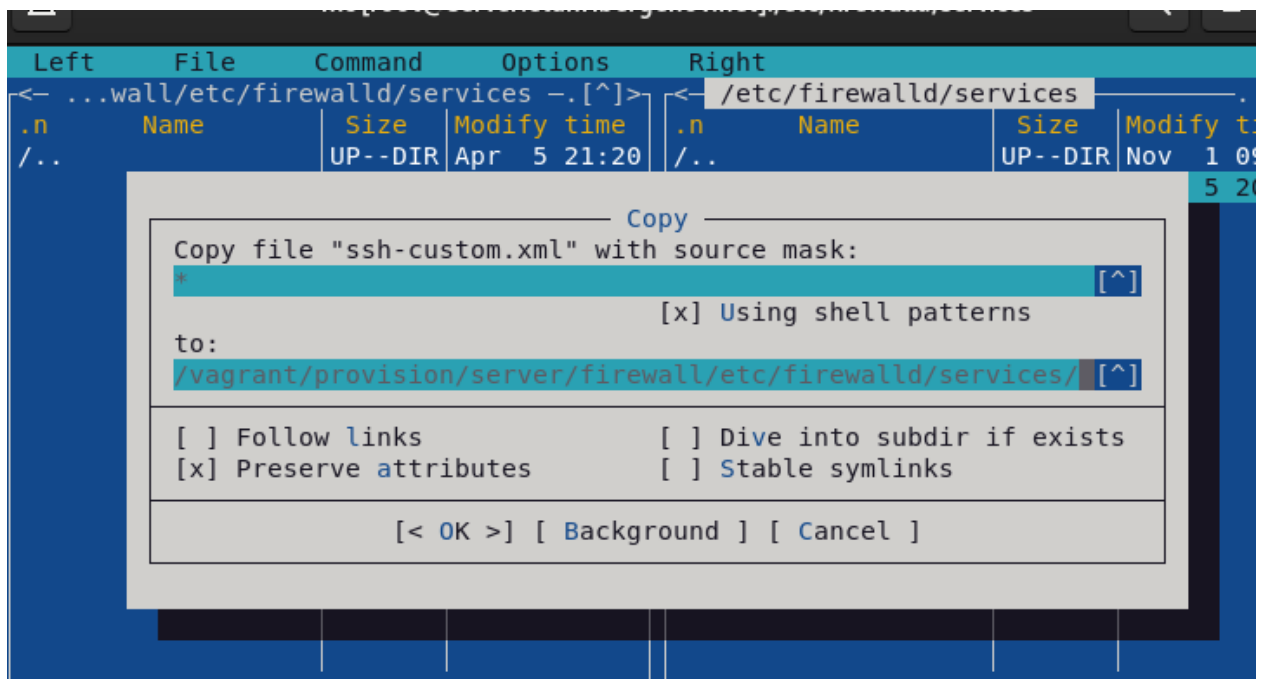 Left File Command Options Right
<– ...wall/etc/firewalld/services –.[^]> <– /etc/firewalld/services .
.n Name Size Modify time .n Name Size Modify
/.. UP--DIR Apr 5 21:20 /.. UP--DIR Nov 1
5
Copy
Copy file "ssh-custom.xml" with source mask:
* [^]
[x] Using shell patterns
to:
/vagrant/provision/server/firewall/etc/firewalld/services/ [^]
[ ] Follow links [ ] Dive into subdir if exists
[x] Preserve attributes [ ] Stable symlinks
[< OK >] [ Background ] [ Cancel ]